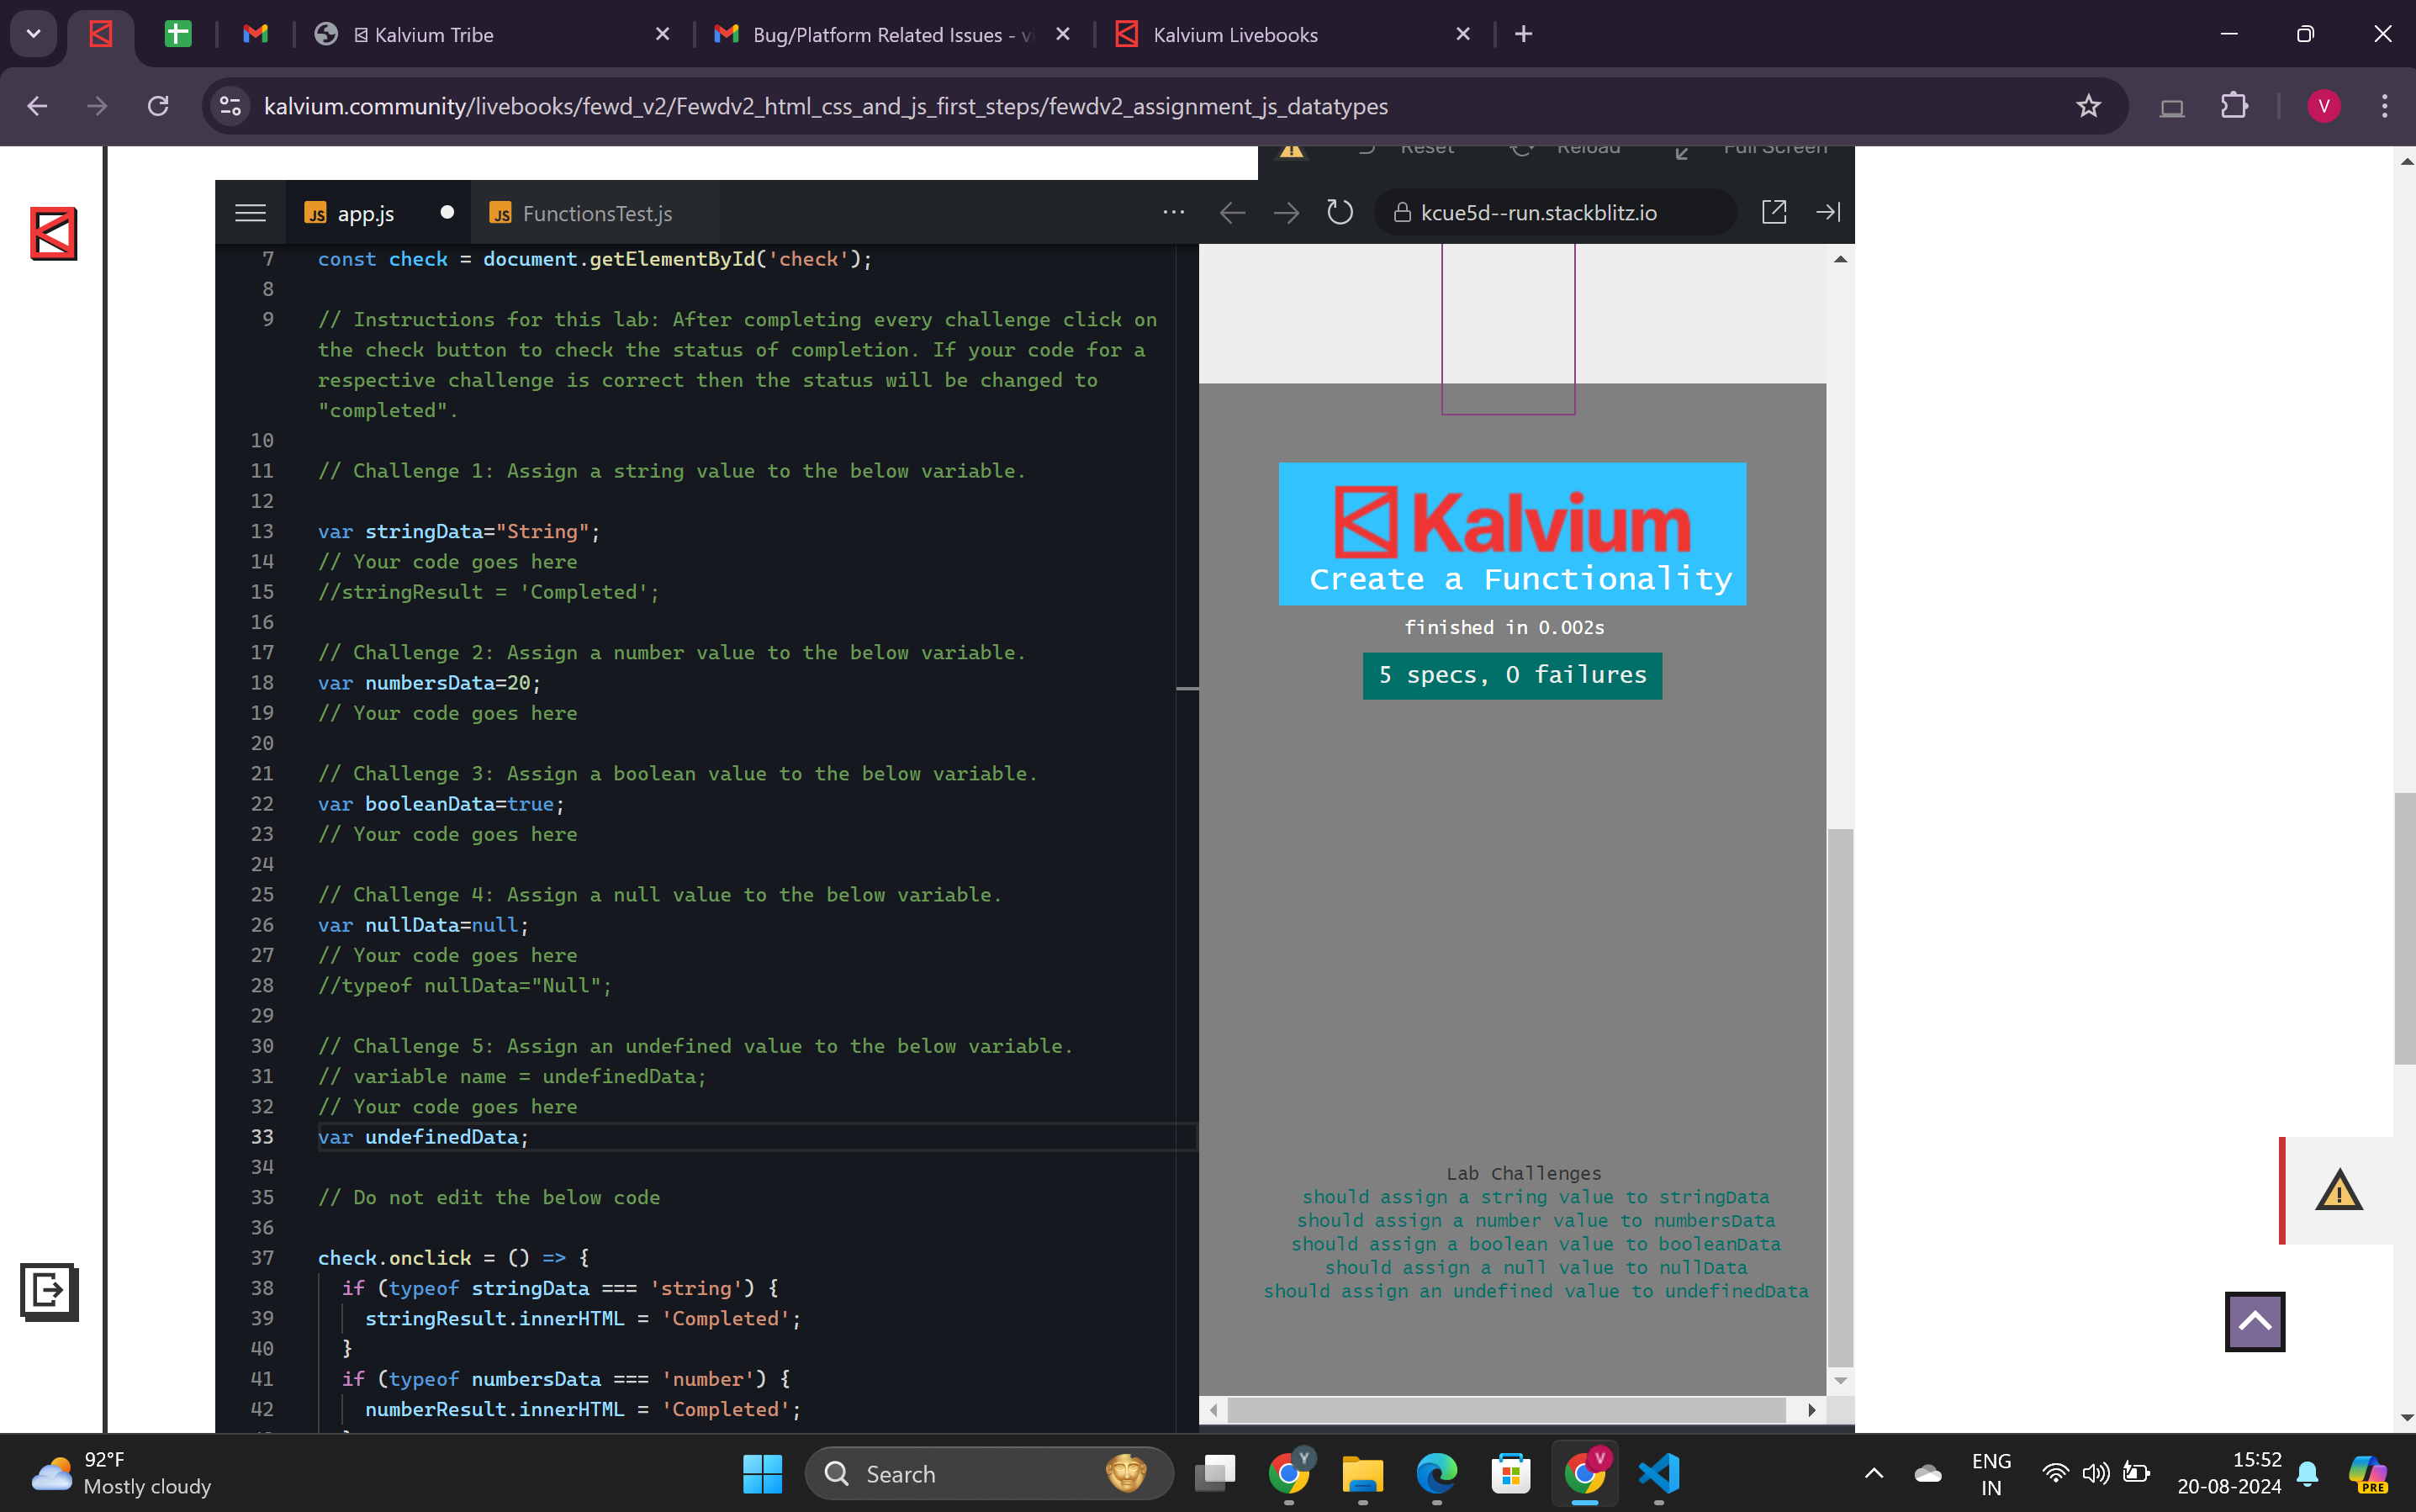 Kalvium Tribe
Bug/Platform Related Issues - vi
Kalvium Livebooks
kalvium.community/livebooks/fewd_v2/Fewdv2_html_css_and_js_first_steps/fewdv2_assignment_js_datatypes
V
Reset
Reload
Full Screen
JS app.js
JS FunctionsTest.js
kcue5d--run.stackblitz.io
7 const check = document.getElementById('check');
8
9 // Instructions for this lab: After completing every challenge click on
the check button to check the status of completion. If your code for a
respective challenge is correct then the status will be changed to
"completed".
10
11 // Challenge 1: Assign a string value to the below variable.
12
13 var stringData="String";
14 // Your code goes here
15 //stringResult = 'Completed';
16
17 // Challenge 2: Assign a number value to the below variable.
18 var numbersData=20;
19 // Your code goes here
20
21 // Challenge 3: Assign a boolean value to the below variable.
22 var booleanData=true;
23 // Your code goes here
24
25 // Challenge 4: Assign a null value to the below variable.
26 var nullData=null;
27 // Your code goes here
28 //typeof nullData="Null";
29
30 // Challenge 5: Assign an undefined value to the below variable.
31 // variable name = undefinedData;
32 // Your code goes here
33 var undefinedData;
34
35 // Do not edit the below code
36
37 check.onclick = () => {
38 if (typeof stringData === 'string') {
39 stringResult.innerHTML = 'Completed';
40 }
41 if (typeof numbersData === 'number') {
42 numberResult.innerHTML = 'Completed';
Kalvium
Create a Functionality
finished in 0.002s
5 specs, 0 failures
Lab Challenges
should assign a string value to stringData
should assign a number value to numbersData
should assign a boolean value to booleanData
should assign a null value to nullData
should assign an undefined value to undefinedData
92°F
Mostly cloudy
Search
Y
V
ENG
IN
15:52
20-08-2024
PRE